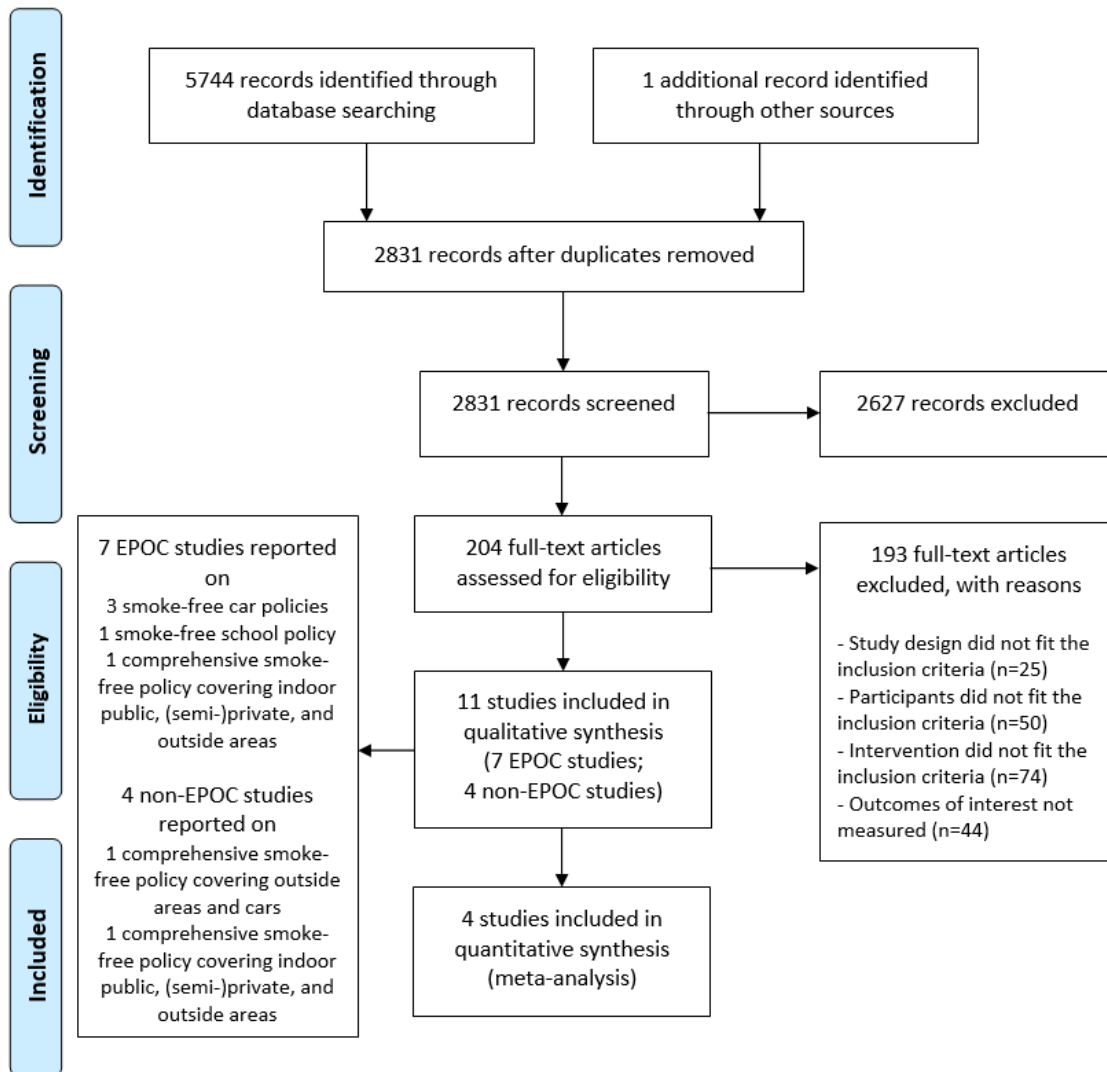 Identification
5744 records identified through
database searching
1 additional record identified
through other sources
2831 records after duplicates removed
Screening
2831 records screened
2627 records excluded
Eligibility
204 full-text articles
assessed for eligibility
193 full-text articles
excluded, with reasons
- Study design did not fit the
inclusion criteria (n=25)
- Participants did not fit the
inclusion criteria (n=50)
- Intervention did not fit the
inclusion criteria (n=74)
- Outcomes of interest not
measured (n=44)
7 EPOC studies reported
on
3 smoke-free car policies
1 smoke-free school policy
1 comprehensive smoke-
free policy covering indoor
public, (semi-)private, and
outside areas
4 non-EPOC studies
reported on
1 comprehensive smoke-
free policy covering outside
areas and cars
1 comprehensive smoke-
free policy covering indoor
public, (semi-)private, and
outside areas
11 studies included in
qualitative synthesis
(7 EPOC studies;
4 non-EPOC studies)
Included
4 studies included in
quantitative synthesis
(meta-analysis)